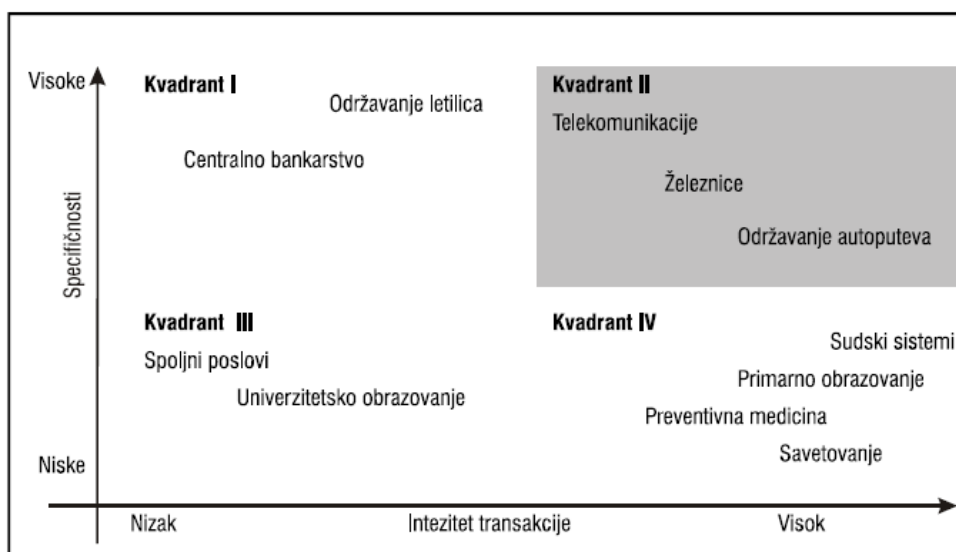 Visoke
Kvadrant I
Održavanje letilica
Centralno bankarstvo
Kvadrant II
Telekomunikacije
Železnice
Održavanje autoputeva
Specifičnosti
Kvadrant III
Spoljni poslovi
Univerzitetsko obrazovanje
Kvadrant IV
Sudski sistemi
Primarno obrazovanje
Preventivna medicina
Savetovanje
Niske
Nizak
Intezitet transakcije
Visok